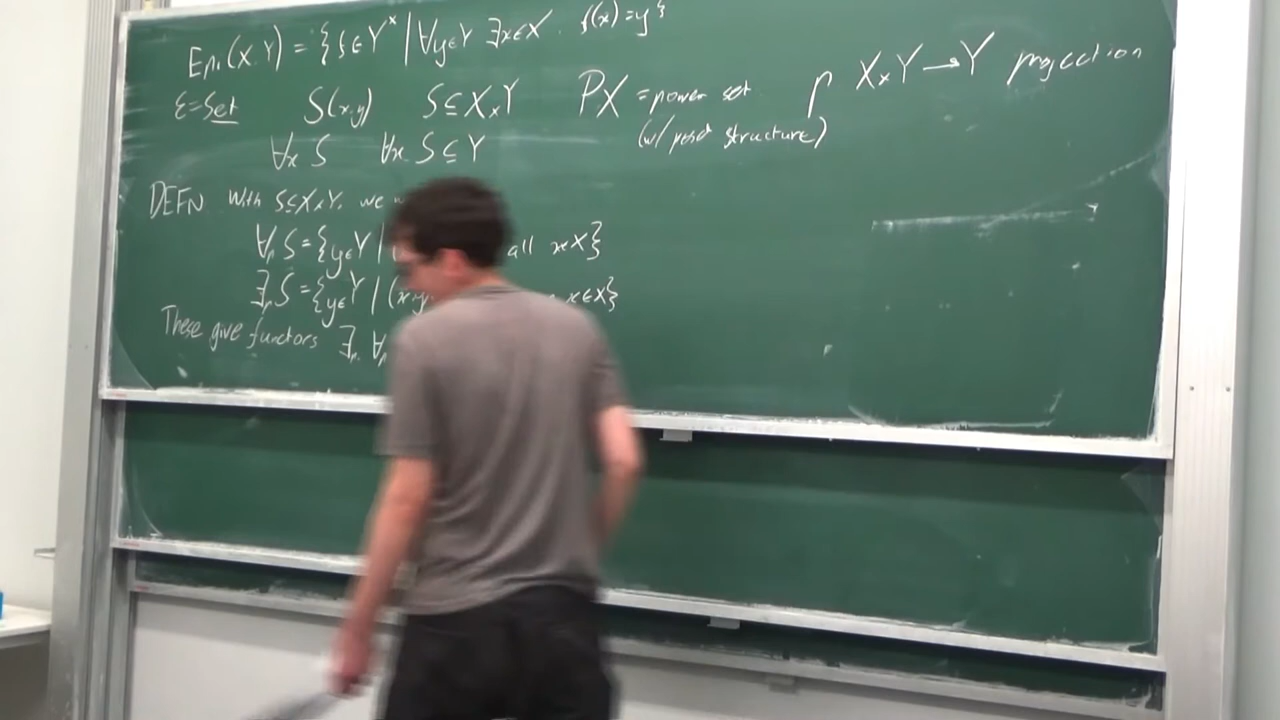 Epi(X,Y) = {f∈Y^X | ∀y∈Y ∃x∈X. f(x)=y}
ε=Set S(x,y) S⊆X×Y PX = power set p X×Y→Y projection
(w/ poset structure)
∀x S ∀x. S⊆Y
DEFN With S⊆X×Y, we
∀p S = {y∈Y | all x∈X}
∃p S = {y∈Y | (x,y) x∈X}
These give functors ∃p, ∀p